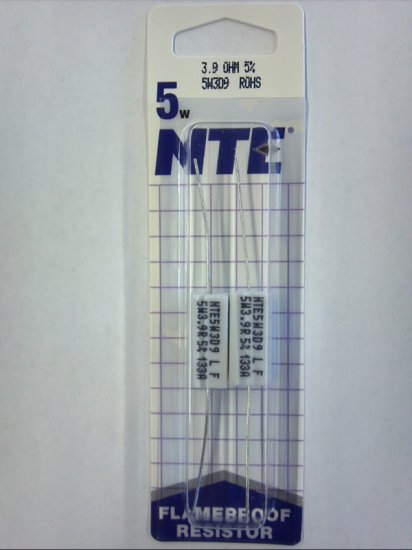 3.9 OHM 5%
5W3D9 ROHS
5W
NTE®
NTE5W3D9 L F
5W3.9R 5% 133A
NTE5W3D9 L F
5W3.9R 5% 133A
FLAMEPROOF
RESISTOR